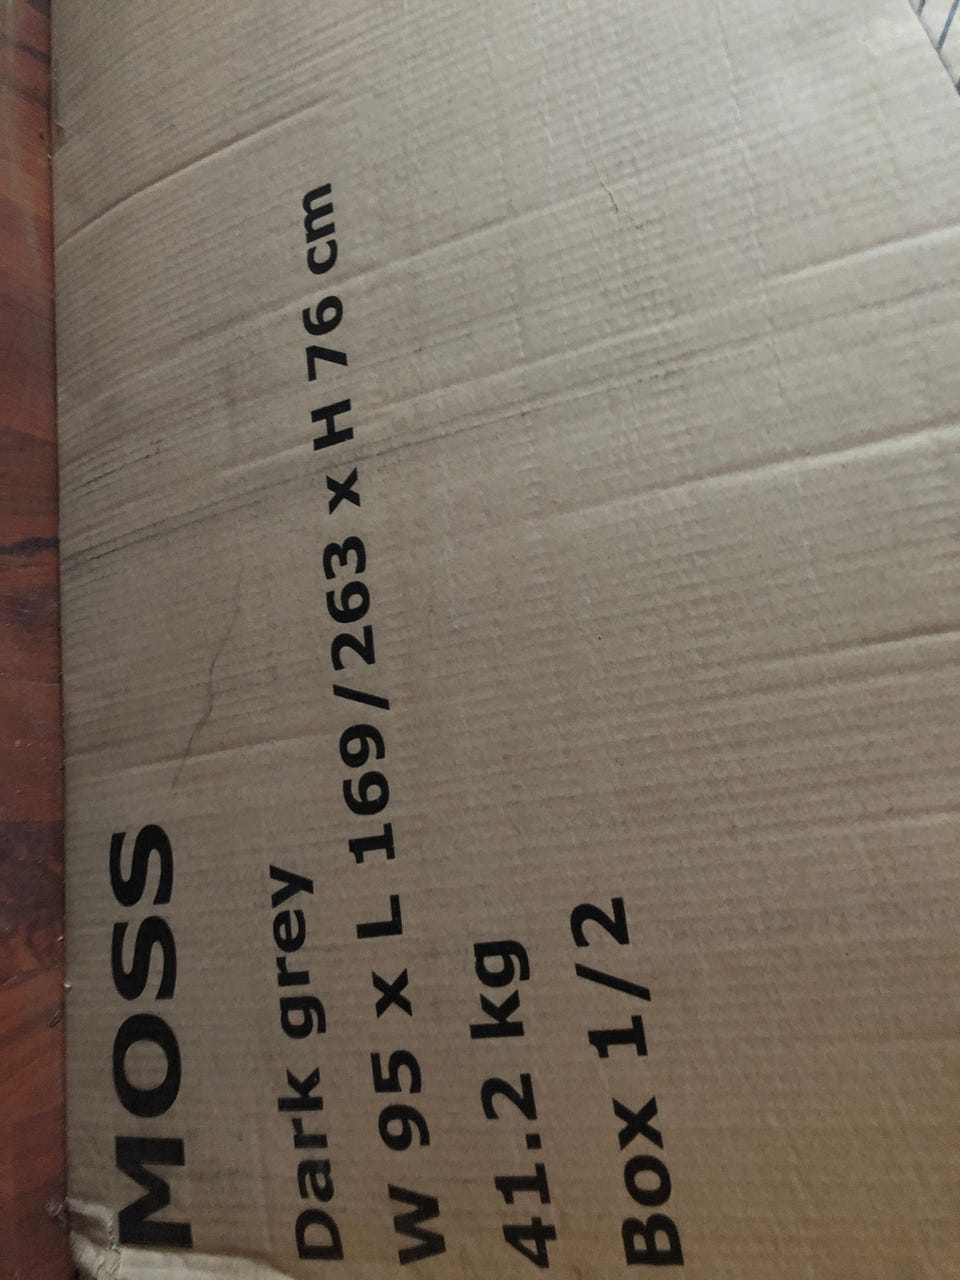 MOSS
Dark grey
W 95 x L 169/263 x H 76 cm
41.2 kg
Box 1/2